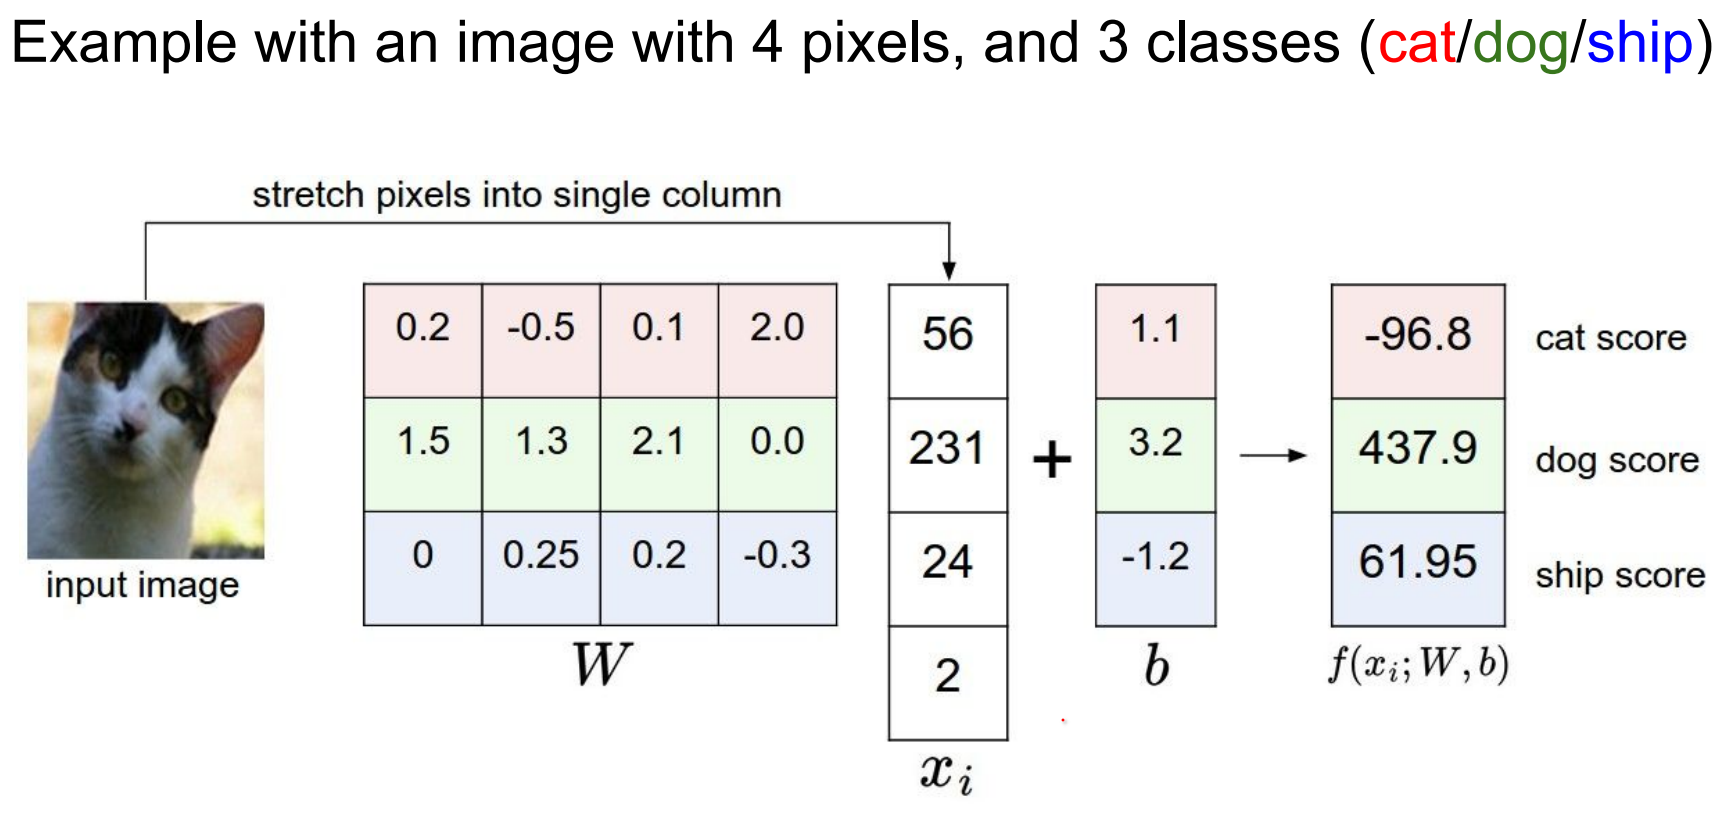 Example with an image with 4 pixels, and 3 classes (cat/dog/ship)
stretch pixels into single column
input image
0.2 -0.5 0.1 2.0
1.5 1.3 2.1 0.0
0 0.25 0.2 -0.3
W
56
231
24
2
x_i
+
1.1
3.2
-1.2
b
-96.8 cat score
437.9 dog score
61.95 ship score
f(x_i; W, b)